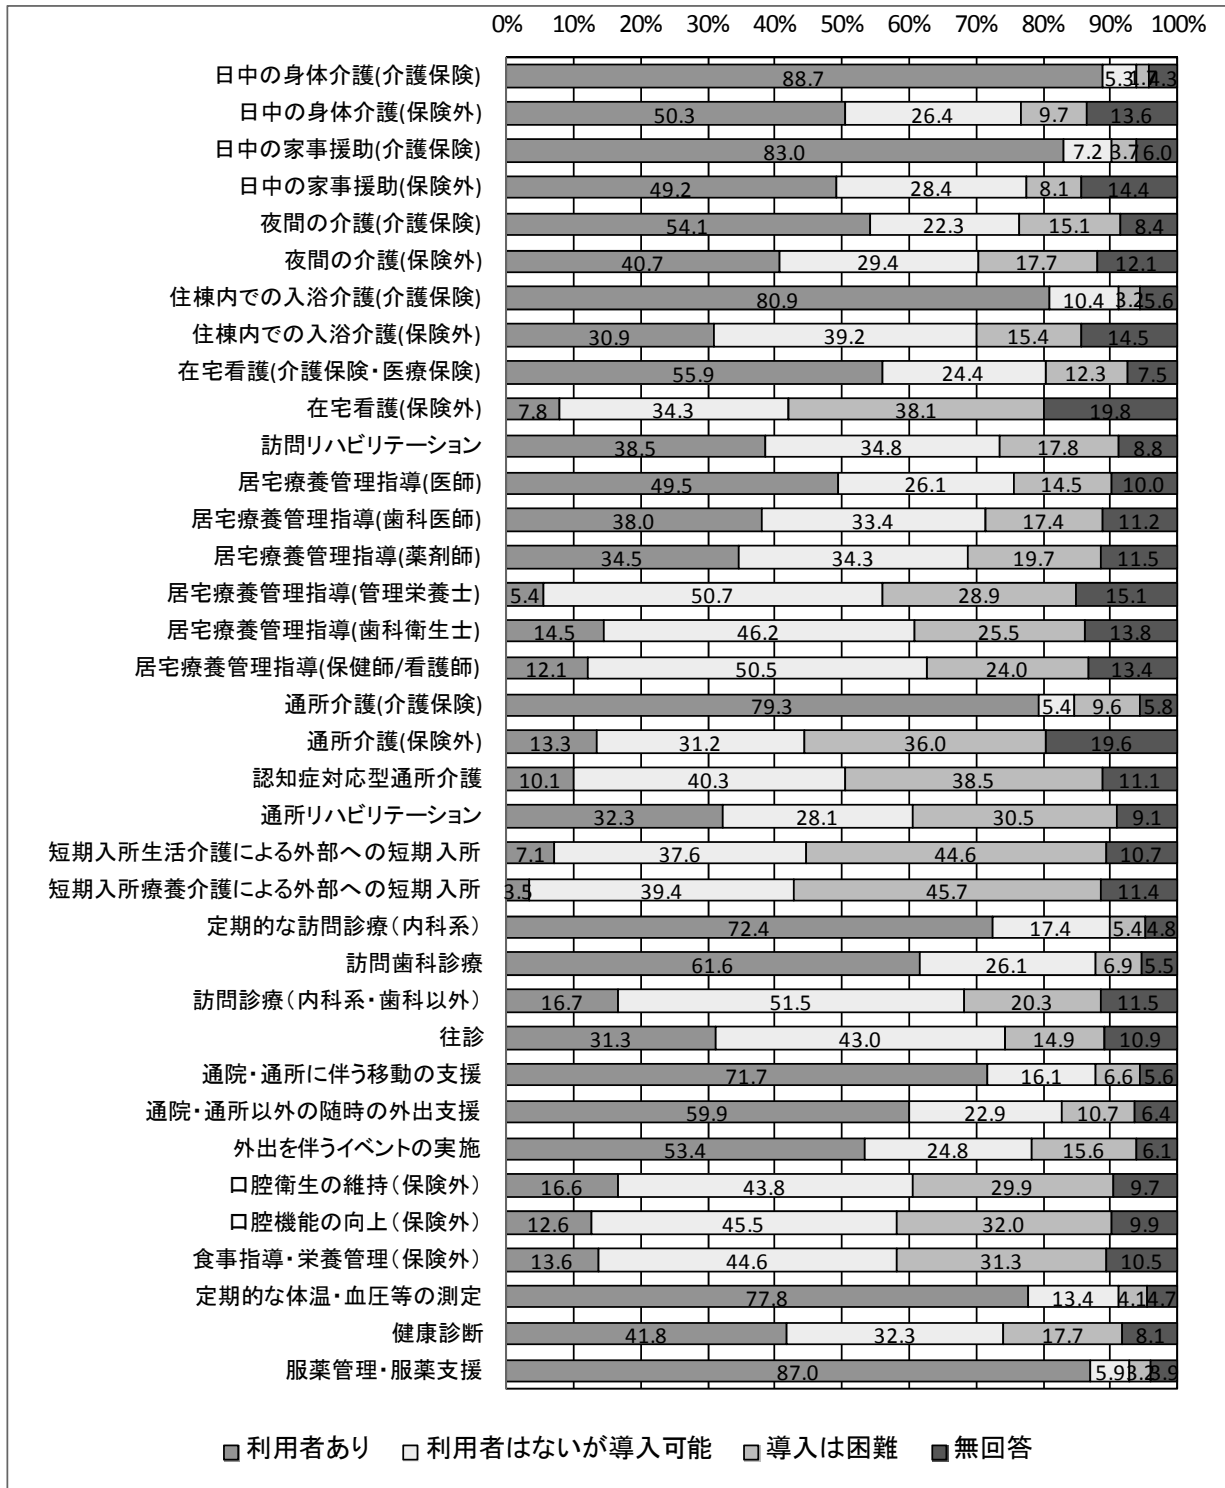 0% 10% 20% 30% 40% 50% 60% 70% 80% 90% 100%
日中の身体介護(介護保険) 88.7 5.3 1.7 4.3
日中の身体介護(保険外) 50.3 26.4 9.7 13.6
日中の家事援助(介護保険) 83.0 7.2 3.7 6.0
日中の家事援助(保険外) 49.2 28.4 8.1 14.4
夜間の介護(介護保険) 54.1 22.3 15.1 8.4
夜間の介護(保険外) 40.7 29.4 17.7 12.1
住棟内での入浴介護(介護保険) 80.9 10.4 3.2 5.6
住棟内での入浴介護(保険外) 30.9 39.2 15.4 14.5
在宅看護(介護保険・医療保険) 55.9 24.4 12.3 7.5
在宅看護(保険外) 7.8 34.3 38.1 19.8
訪問リハビリテーション 38.5 34.8 17.8 8.8
居宅療養管理指導(医師) 49.5 26.1 14.5 10.0
居宅療養管理指導(歯科医師) 38.0 33.4 17.4 11.2
居宅療養管理指導(薬剤師) 34.5 34.3 19.7 11.5
居宅療養管理指導(管理栄養士) 5.4 50.7 28.9 15.1
居宅療養管理指導(歯科衛生士) 14.5 46.2 25.5 13.8
居宅療養管理指導(保健師/看護師) 12.1 50.5 24.0 13.4
通所介護(介護保険) 79.3 5.4 9.6 5.8
通所介護(保険外) 13.3 31.2 36.0 19.6
認知症対応型通所介護 10.1 40.3 38.5 11.1
通所リハビリテーション 32.3 28.1 30.5 9.1
短期入所生活介護による外部への短期入所 7.1 37.6 44.6 10.7
短期入所療養介護による外部への短期入所 3.5 39.4 45.7 11.4
定期的な訪問診療(内科系) 72.4 17.4 5.4 4.8
訪問歯科診療 61.6 26.1 6.9 5.5
訪問診療(内科系・歯科以外) 16.7 51.5 20.3 11.5
往診 31.3 43.0 14.9 10.9
通院・通所に伴う移動の支援 71.7 16.1 6.6 5.6
通院・通所以外の随時の外出支援 59.9 22.9 10.7 6.4
外出を伴うイベントの実施 53.4 24.8 15.6 6.1
口腔衛生の維持(保険外) 16.6 43.8 29.9 9.7
口腔機能の向上(保険外) 12.6 45.5 32.0 9.9
食事指導・栄養管理(保険外) 13.6 44.6 31.3 10.5
定期的な体温・血圧等の測定 77.8 13.4 4.1 4.7
健康診断 41.8 32.3 17.7 8.1
服薬管理・服薬支援 87.0 5.9 3.2 3.9
利用者あり 利用者はないが導入可能 導入は困難 無回答